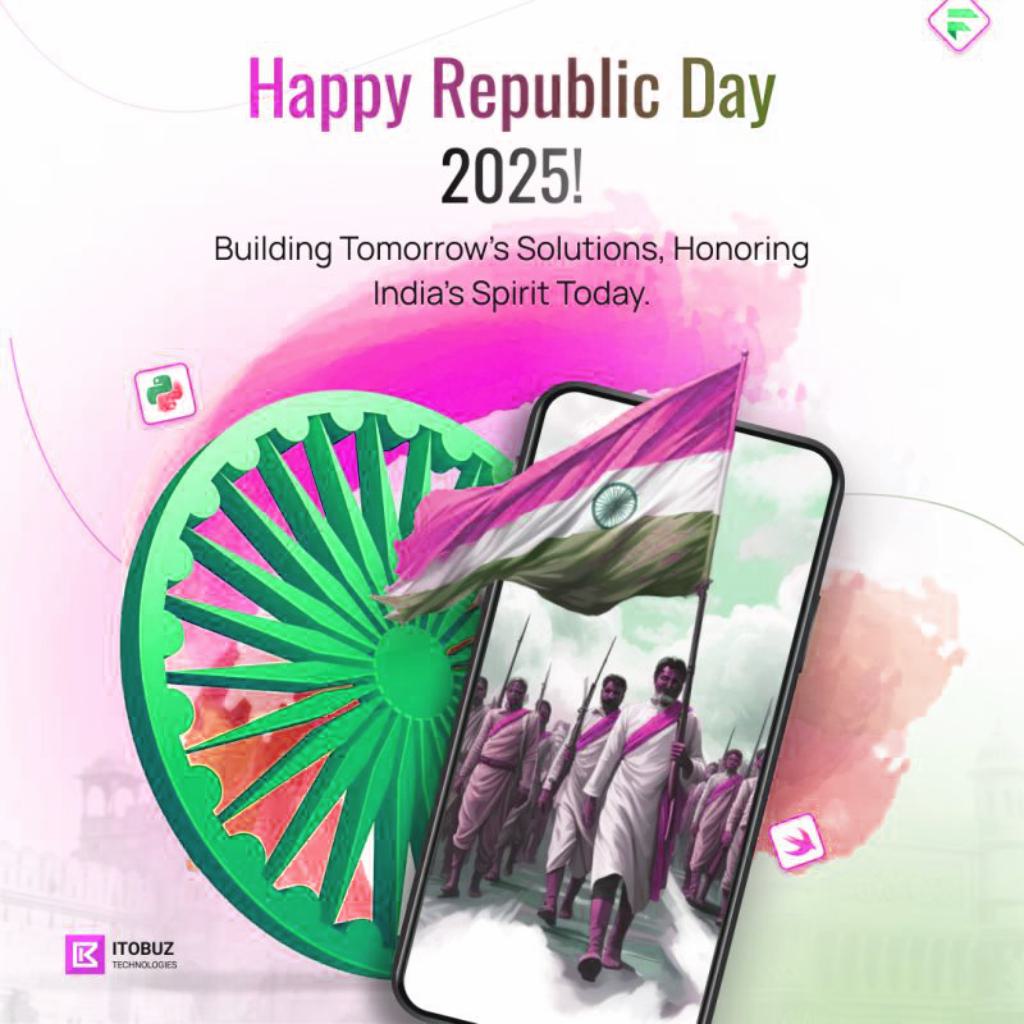 Happy Republic Day
2025!
Building Tomorrow's Solutions, Honoring
India's Spirit Today.
ITOBUZ
TECHNOLOGIES